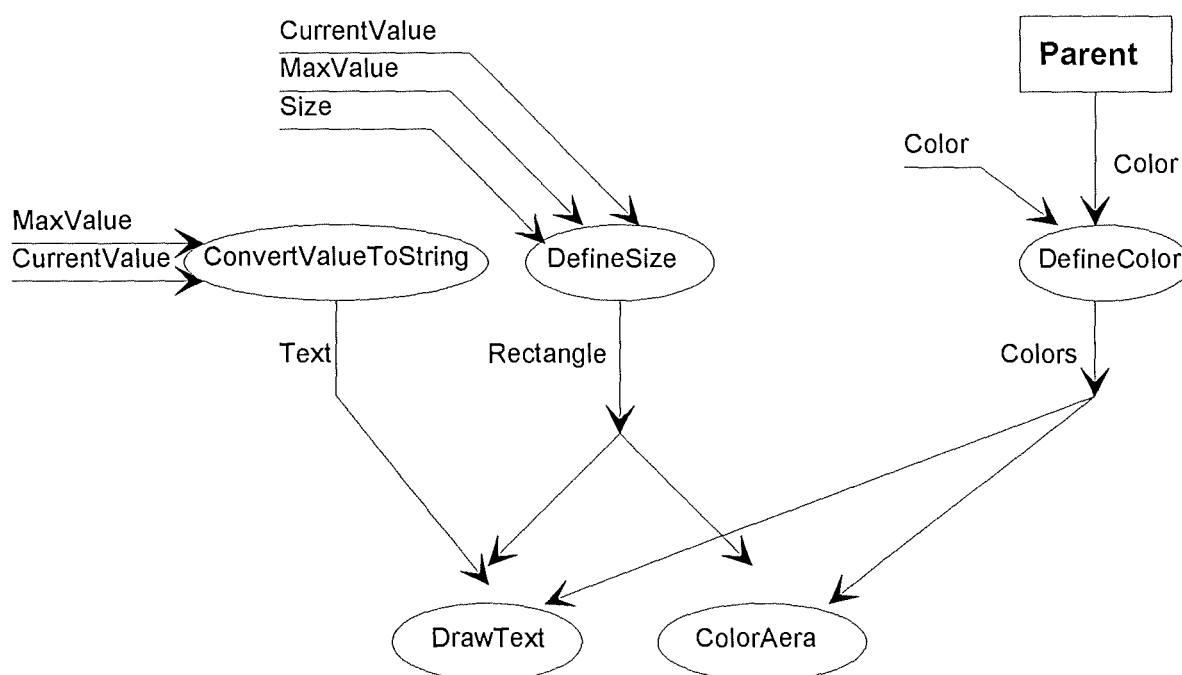 CurrentValue
MaxValue
Size
Parent
Color
Color
MaxValue
CurrentValue
ConvertValueToString
DefineSize
DefineColor
Text
Rectangle
Colors
DrawText
ColorAera